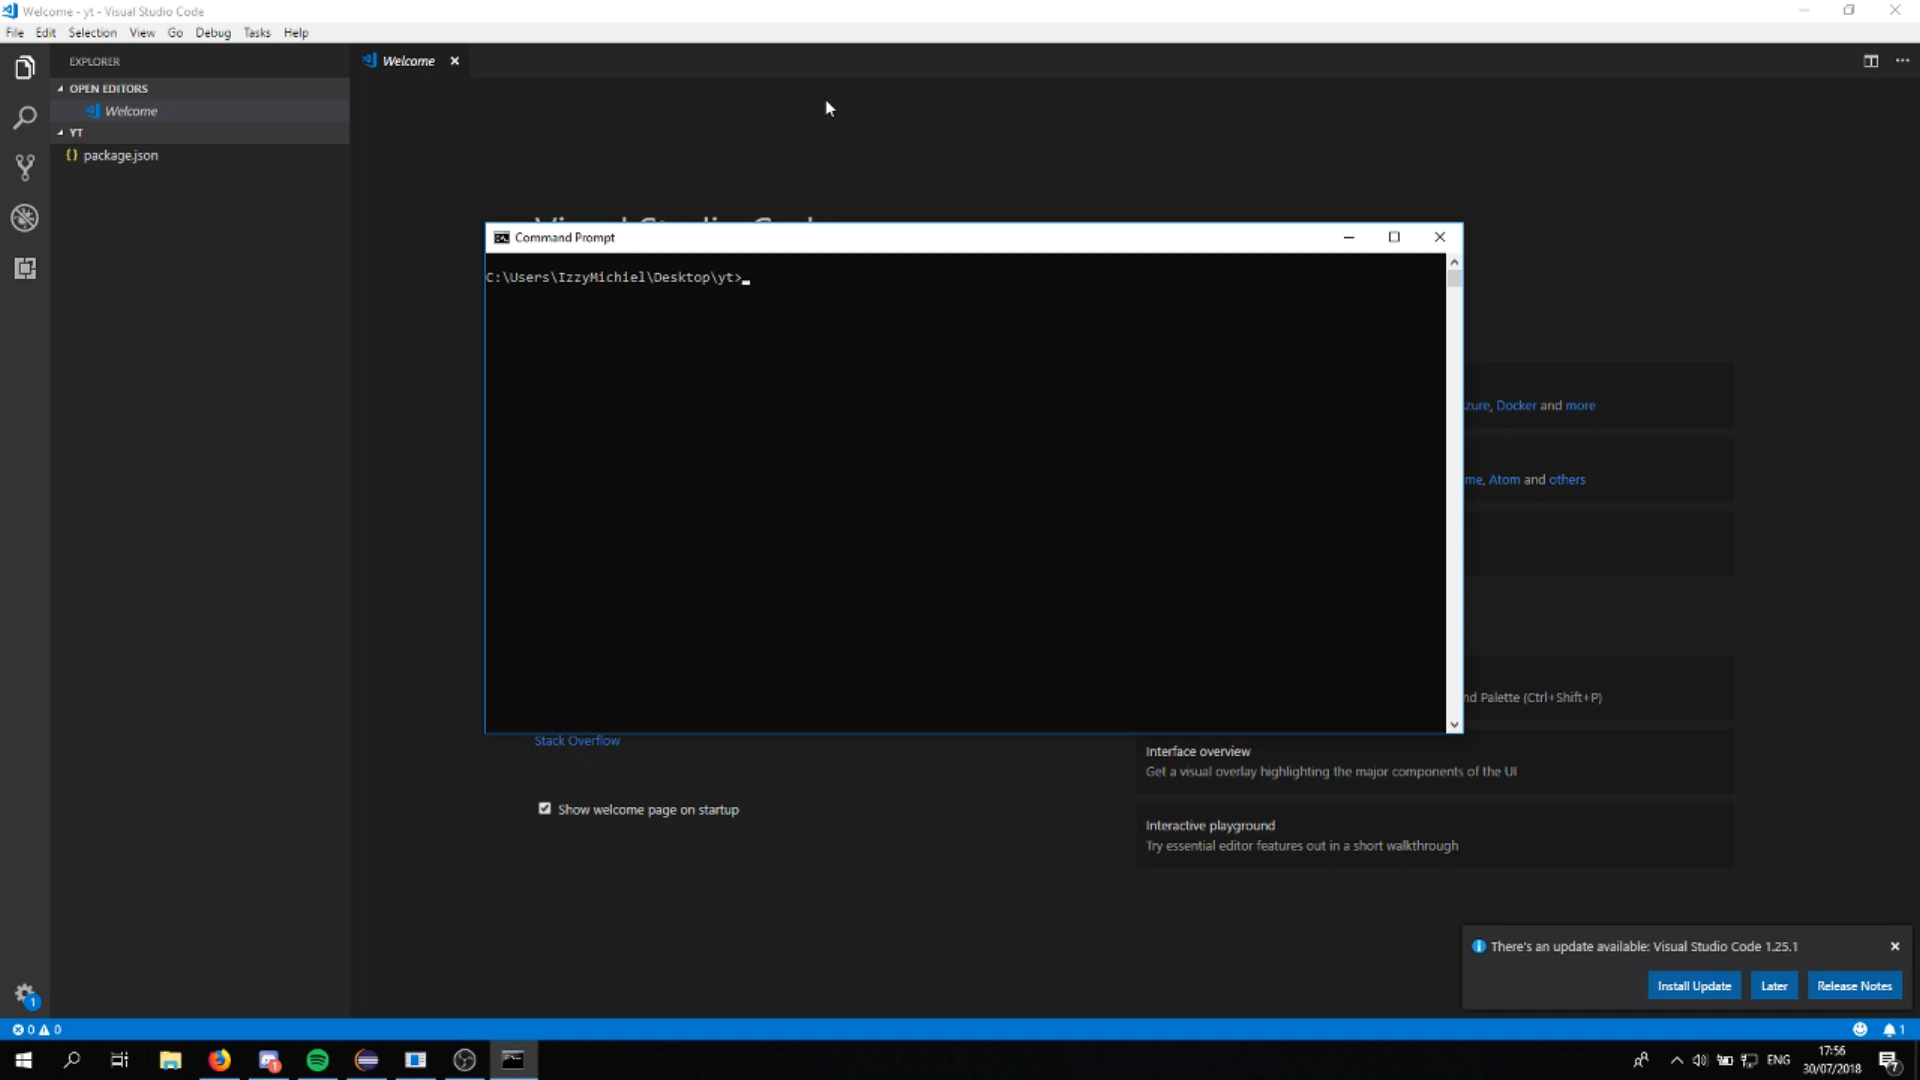 Welcome - yt - Visual Studio Code
File Edit Selection View Go Debug Tasks Help
EXPLORER
Welcome
OPEN EDITORS
Welcome
YT
{} package.json
Command Prompt
C:\Users\IzzyMichiel\Desktop\yt>
zure, Docker and more
me, Atom and others
nd Palette (Ctrl+Shift+P)
Stack Overflow
Interface overview
Get a visual overlay highlighting the major components of the UI
Show welcome page on startup
Interactive playground
Try essential editor features out in a short walkthrough
There's an update available: Visual Studio Code 1.25.1
Install Update Later Release Notes
1
0 0
1
1
ENG
17:56
30/07/2018
7